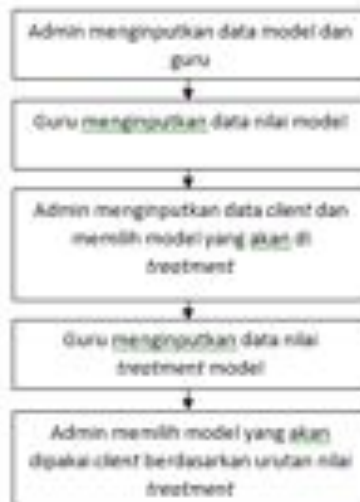 Admin menginputkan data model dan
guru
Guru menginputkan data nilai model
Admin menginputkan data client dan
memilih model yang akan di
treatment
Guru menginputkan data nilai
treatment model
Admin memilih model yang akan
dipakai client berdasarkan urutan nilai
treatment